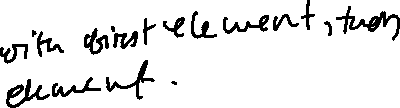 with first element, then
element.